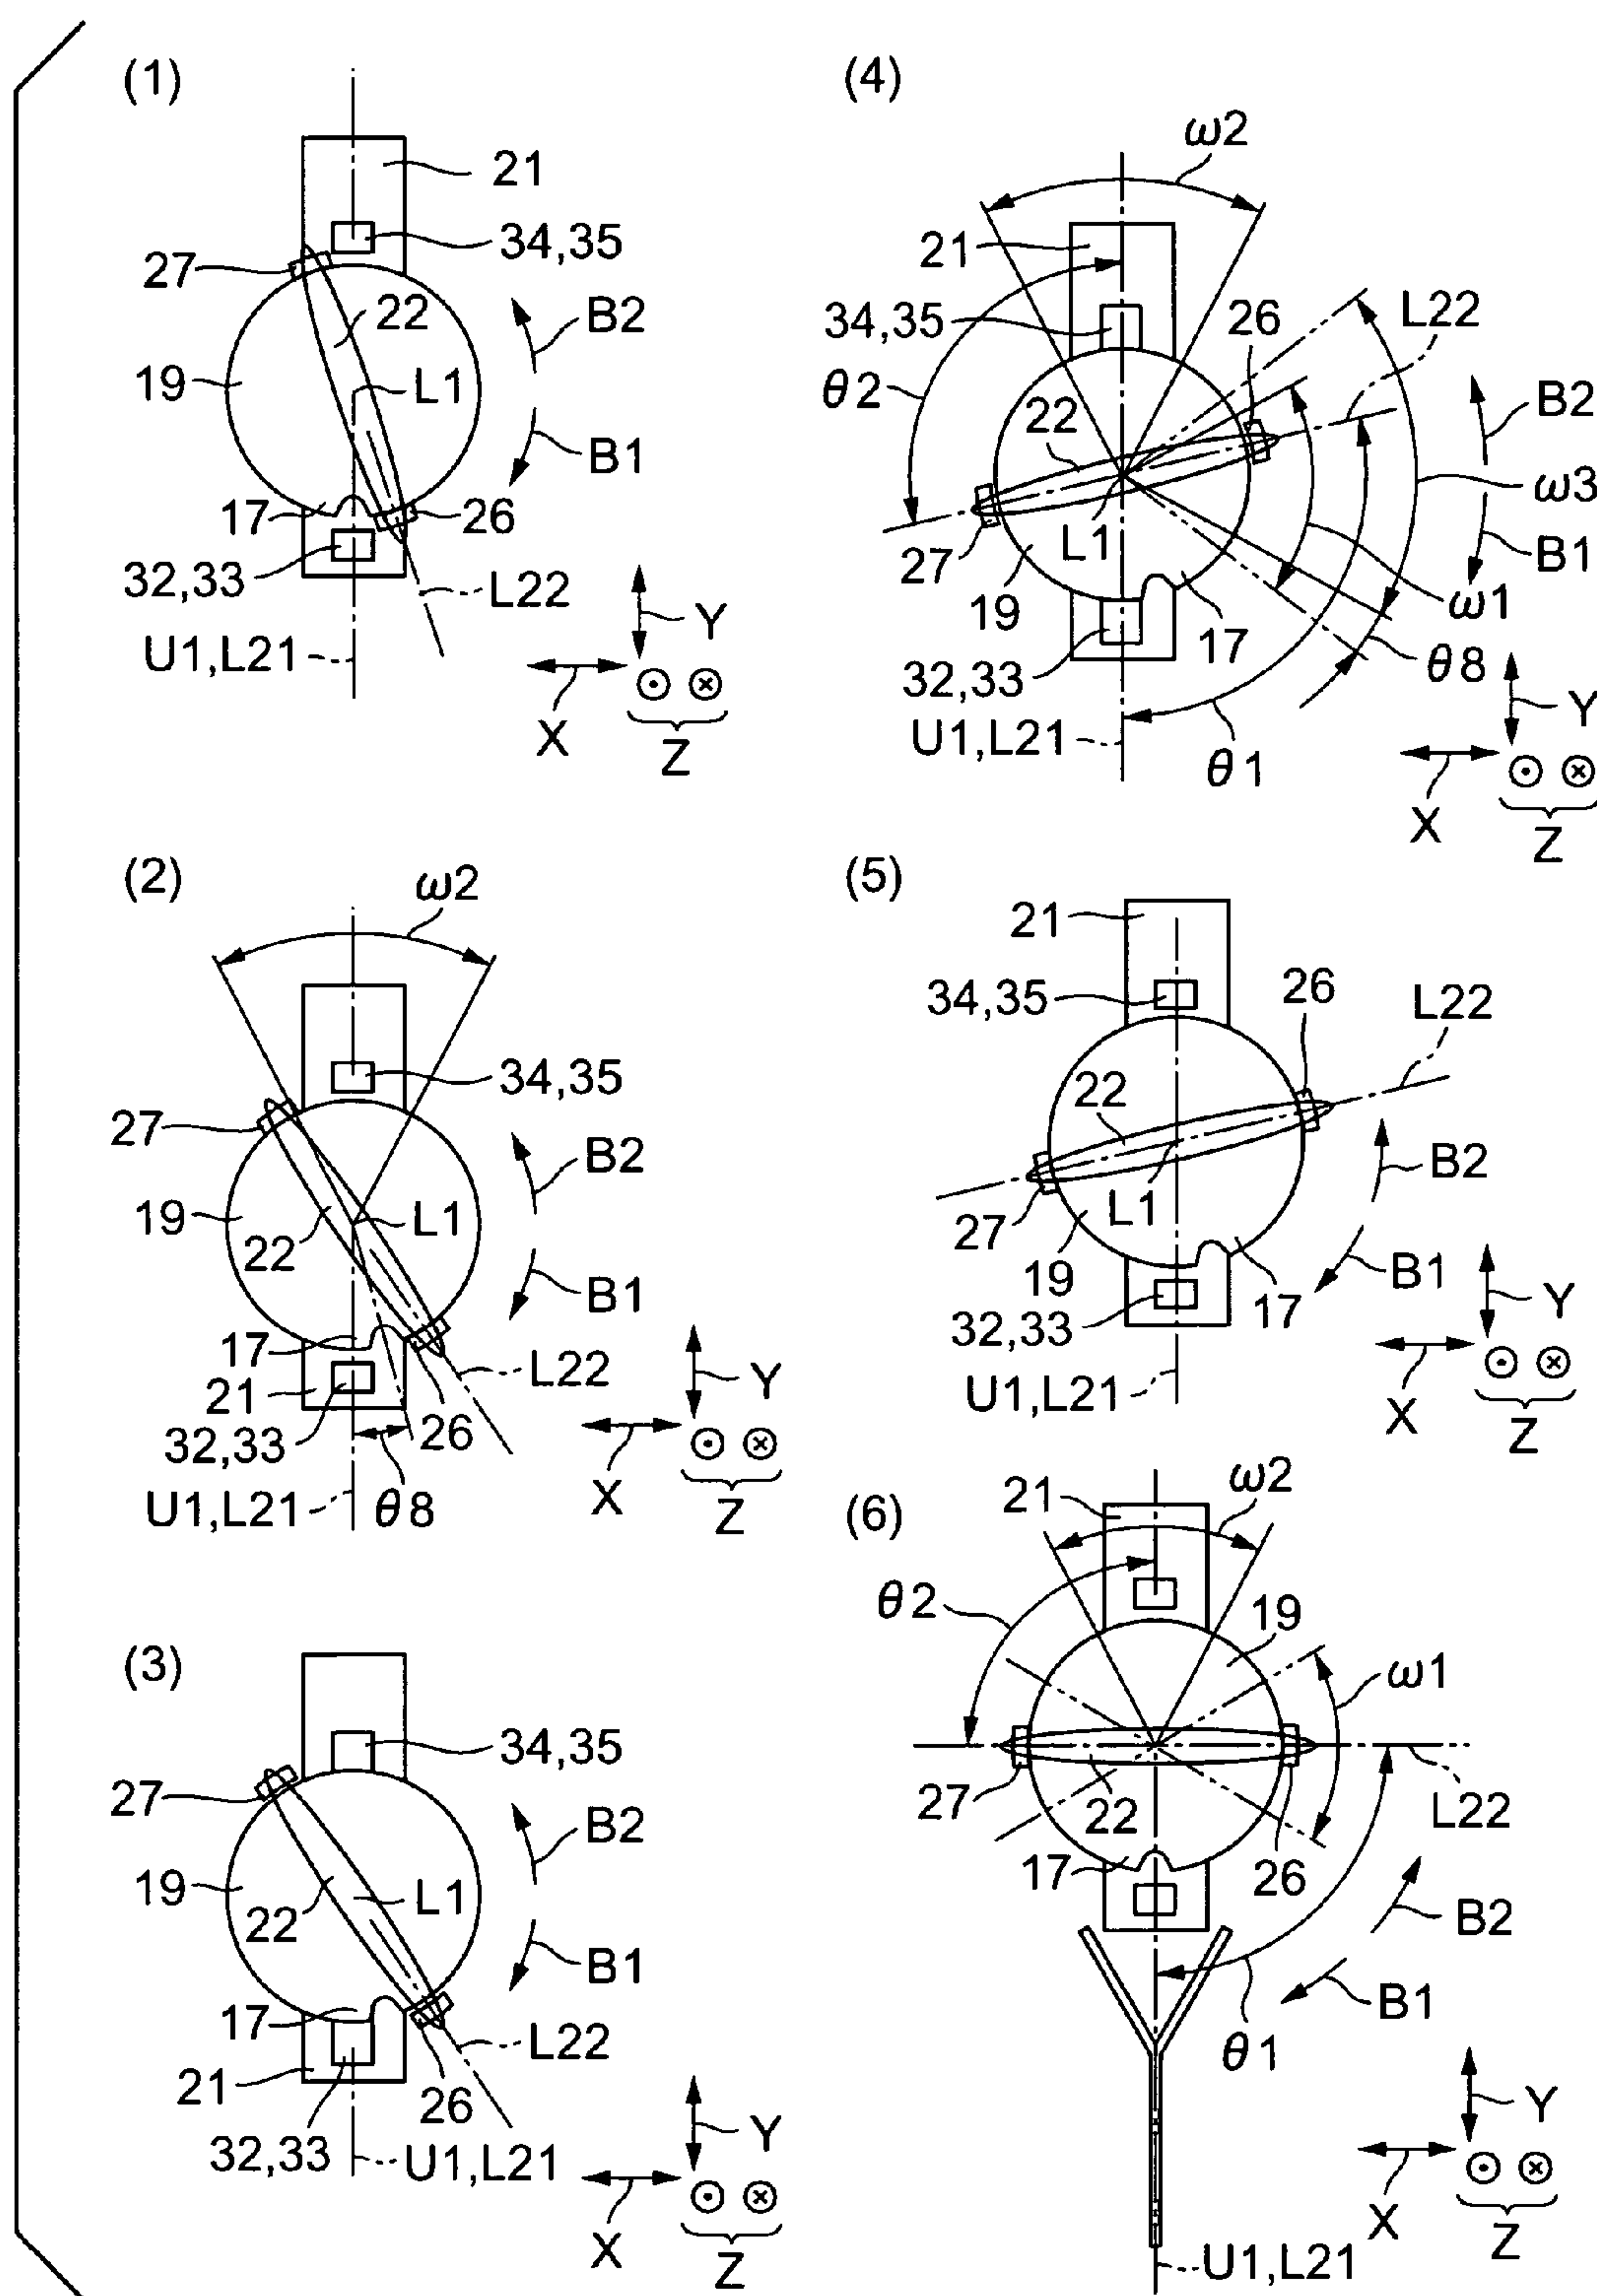 (1)
21
34,35
27
22
B2
19
L1
B1
17
26
32,33
L22
Y
U1,L21
X
Z
(2)
ω2
34,35
27
B2
19
L1
22
B1
17
21
L22
Y
26
32,33
X
U1,L21
θ8
Z
(3)
34,35
27
B2
19
L1
22
B1
17
L22
21
26
Y
32,33
U1,L21
X
Z
(4)
ω2
21
L22
34,35
26
θ2
B2
22
ω3
B1
L1
27
ω1
19
17
θ8
32,33
Y
U1,L21
θ1
X
Z
(5)
21
26
34,35
L22
22
B2
L1
27
B1
19
17
Y
32,33
U1,L21
X
Z
(6)
21
ω2
θ2
19
ω1
27
22
L22
17
26
B2
B1
θ1
Y
X
Z
U1,L21